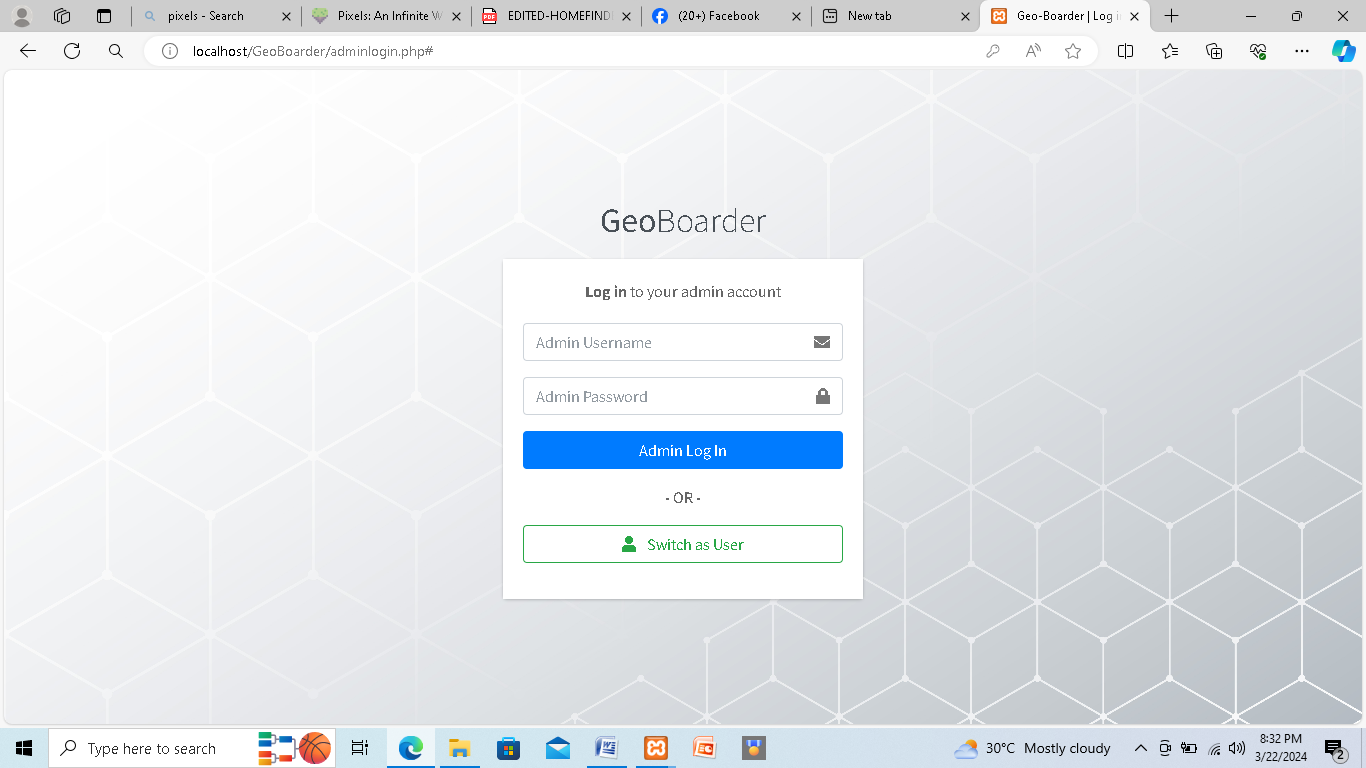 pixels - Search
Pixels: An Infinite W
EDITED-HOMEFIND
(20+) Facebook
New tab
Geo-Boarder | Log i
localhost/GeoBoarder/adminlogin.php#
GeoBoarder
Log in to your admin account
Admin Username
Admin Password
Admin Log In
- OR -
Switch as User
Type here to search
30°C Mostly cloudy
8:32 PM
3/22/2024
2